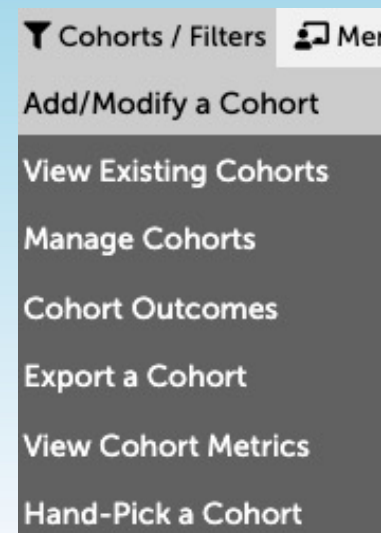 Cohorts / Filters
Add/Modify a Cohort
View Existing Cohorts
Manage Cohorts
Cohort Outcomes
Export a Cohort
View Cohort Metrics
Hand-Pick a Cohort